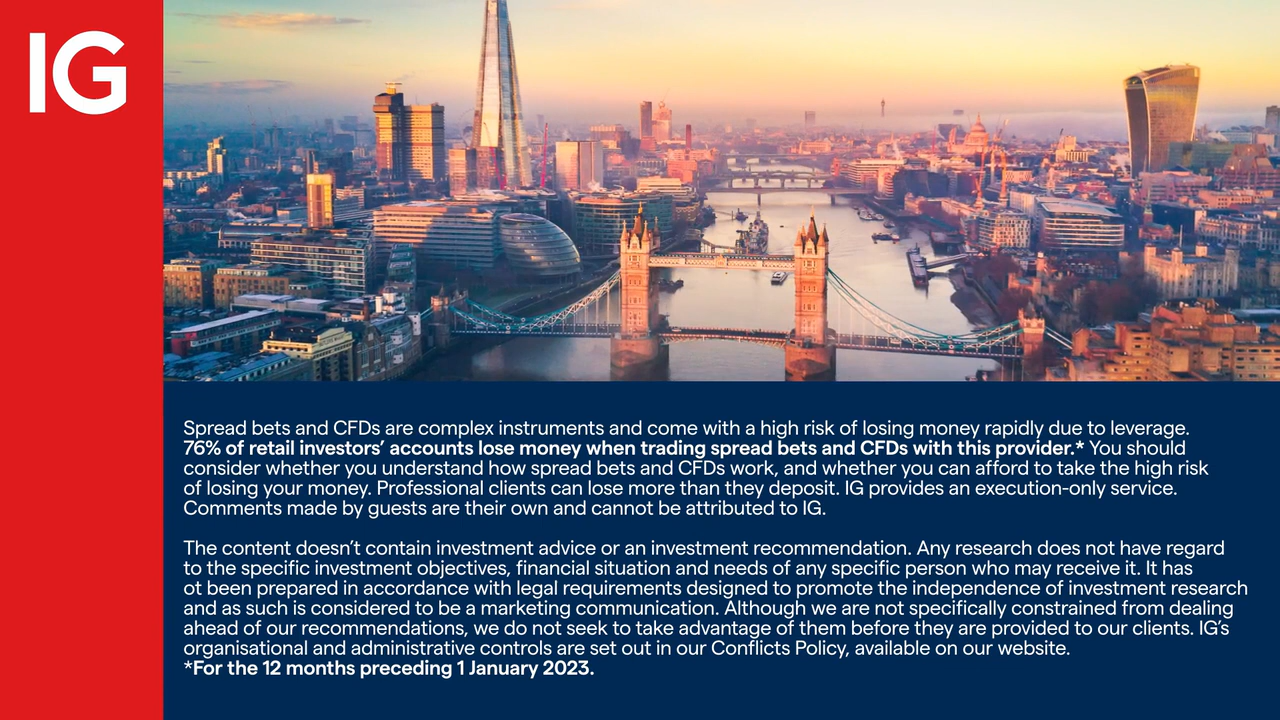 IG
Spread bets and CFDs are complex instruments and come with a high risk of losing money rapidly due to leverage.
76% of retail investors’ accounts lose money when trading spread bets and CFDs with this provider.* You should
consider whether you understand how spread bets and CFDs work, and whether you can afford to take the high risk
of losing your money. Professional clients can lose more than they deposit. IG provides an execution-only service.
Comments made by guests are their own and cannot be attributed to IG.
The content doesn’t contain investment advice or an investment recommendation. Any research does not have regard
to the specific investment objectives, financial situation and needs of any specific person who may receive it. It has
ot been prepared in accordance with legal requirements designed to promote the independence of investment research
and as such is considered to be a marketing communication. Although we are not specifically constrained from dealing
ahead of our recommendations, we do not seek to take advantage of them before they are provided to our clients. IG’s
organisational and administrative controls are set out in our Conflicts Policy, available on our website.
*For the 12 months preceding 1 January 2023.